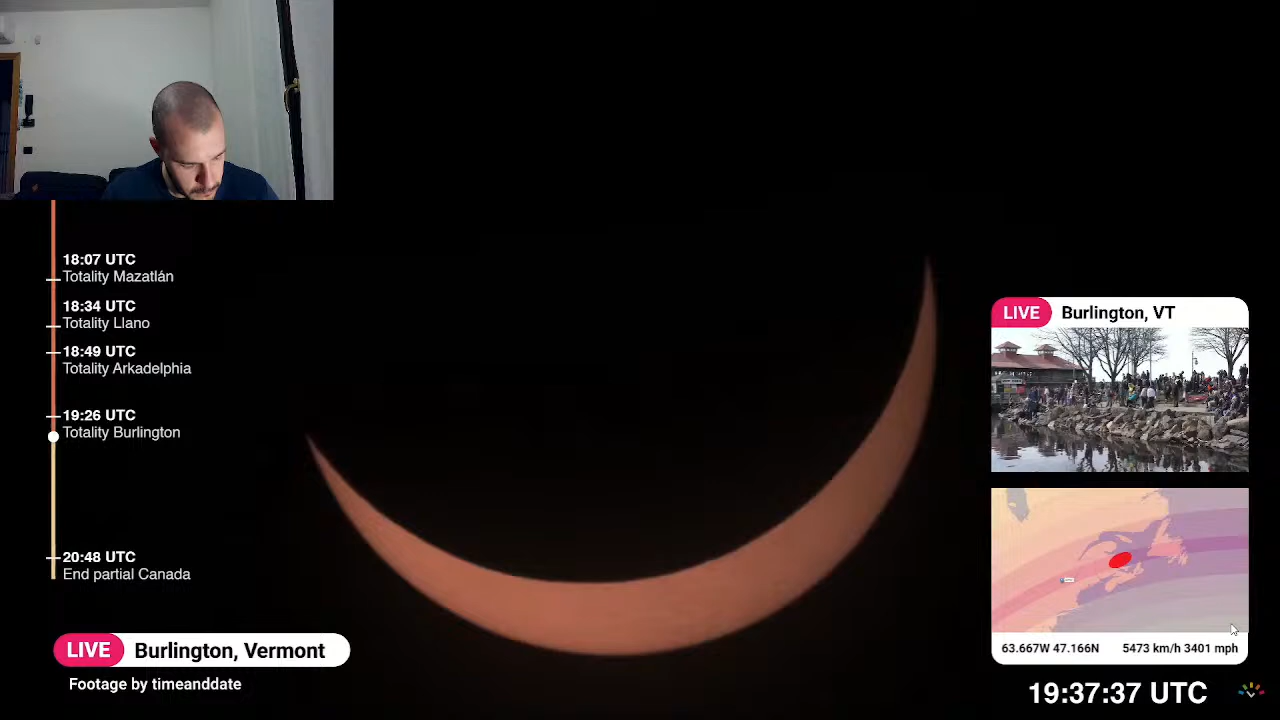 18:07 UTC
Totality Mazatlán
18:34 UTC
Totality Llano
18:49 UTC
Totality Arkadelphia
19:26 UTC
Totality Burlington
20:48 UTC
End partial Canada
LIVE Burlington, Vermont
Footage by timeanddate
LIVE Burlington, VT
63.667W 47.166N 5473 km/h 3401 mph
19:37:37 UTC